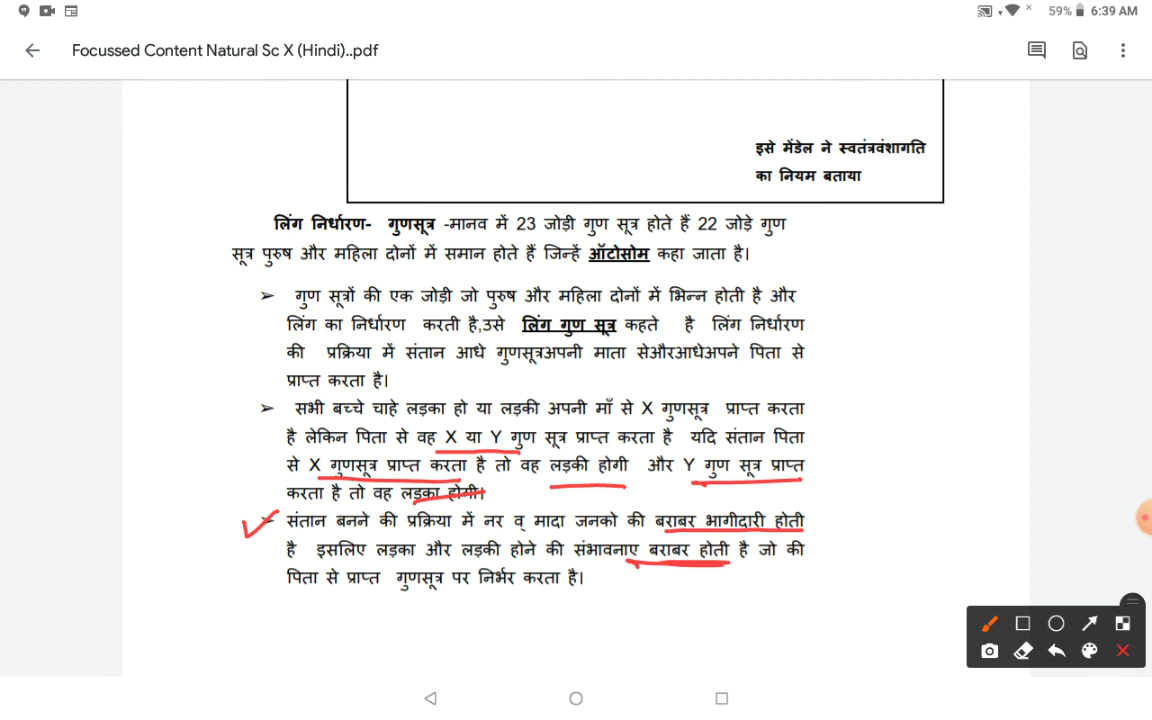 59% 6:39 AM
Focussed Content Natural Sc X (Hindi)..pdf
इसे मेंडेल ने स्वतंत्रवंशागति
का नियम बताया
लिंग निर्धारण- गुणसूत्र -मानव में 23 जोड़ी गुण सूत्र होते हैं 22 जोड़े गुण
सूत्र पुरुष और महिला दोनों में समान होते हैं जिन्हें ऑटोसोम कहा जाता है।
➢ गुण सूत्रों की एक जोड़ी जो पुरुष और महिला दोनों में भिन्न होती है और
लिंग का निर्धारण करती है,उसे लिंग गुण सूत्र कहते है लिंग निर्धारण
की प्रक्रिया में संतान आधे गुणसूत्रअपनी माता सेऔरआधेअपने पिता से
प्राप्त करता है।
➢ सभी बच्चे चाहे लड़का हो या लड़की अपनी माँ से X गुणसूत्र प्राप्त करता
है लेकिन पिता से वह X या Y गुण सूत्र प्राप्त करता है यदि संतान पिता
से X गुणसूत्र प्राप्त करता है तो वह लड़की होगी और Y गुण सूत्र प्राप्त
करता है तो वह लड़का होगी।
➢ संतान बनने की प्रक्रिया में नर व् मादा जनको की बराबर भागीदारी होती
है इसलिए लड़का और लड़की होने की संभावनाए बराबर होती है जो की
पिता से प्राप्त गुणसूत्र पर निर्भर करता है।